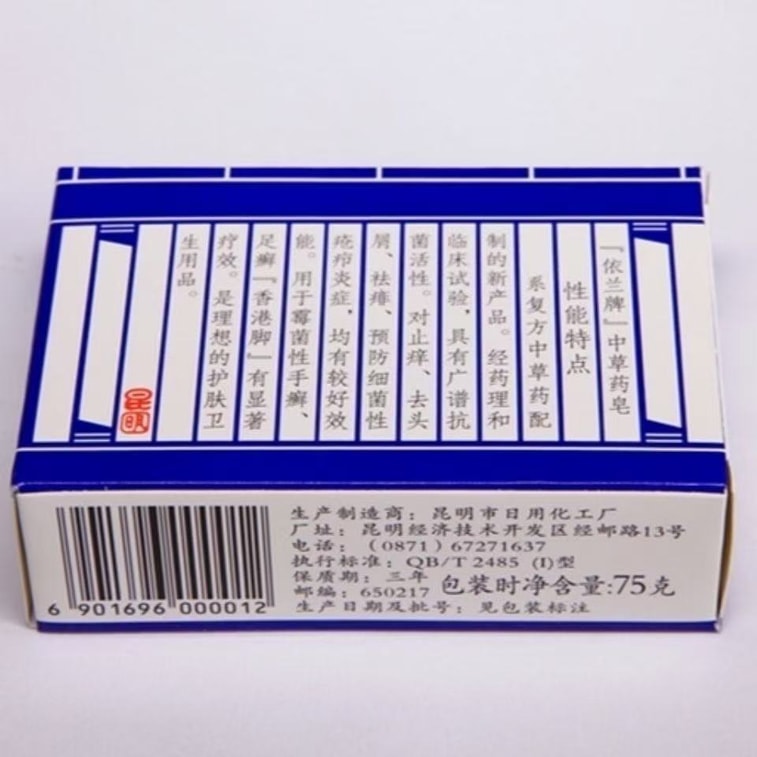 『依兰牌』中草药皂
性能特点
系复方中草药配
制的新产品。经药理和
临床试验，具有广谱抗
菌活性。对止痒、去头
屑、祛痱、预防细菌性
疮疖炎症，均有较好效
能。用于霉菌性手癣、
足癣『香港脚』有显著
疗效。是理想的护肤卫
生用品。
昆明
生产制造商：昆明市日用化工厂
厂址：昆明经济技术开发区经邮路13号
电话：（0871）67271637
执行标准：QB/T 2485 (I)型
保质期：三年
邮编：650217
包装时净含量:75克
生产日期及批号：见包装标注
6 901696 000012